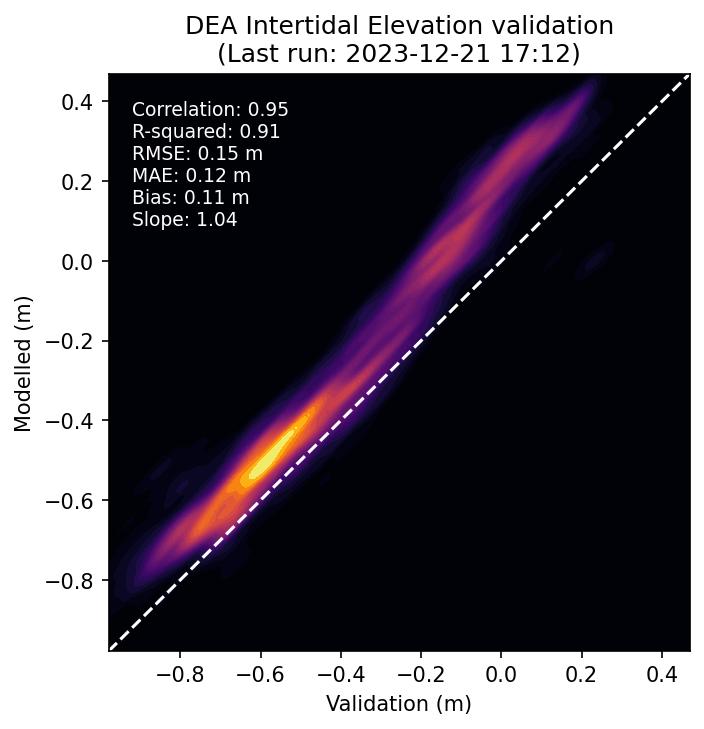 DEA Intertidal Elevation validation
(Last run: 2023-12-21 17:12)
Correlation: 0.95
R-squared: 0.91
RMSE: 0.15 m
MAE: 0.12 m
Bias: 0.11 m
Slope: 1.04
Modelled (m)
0.4
0.2
0.0
−0.2
−0.4
−0.6
−0.8
−0.8 −0.6 −0.4 −0.2 0.0 0.2 0.4
Validation (m)